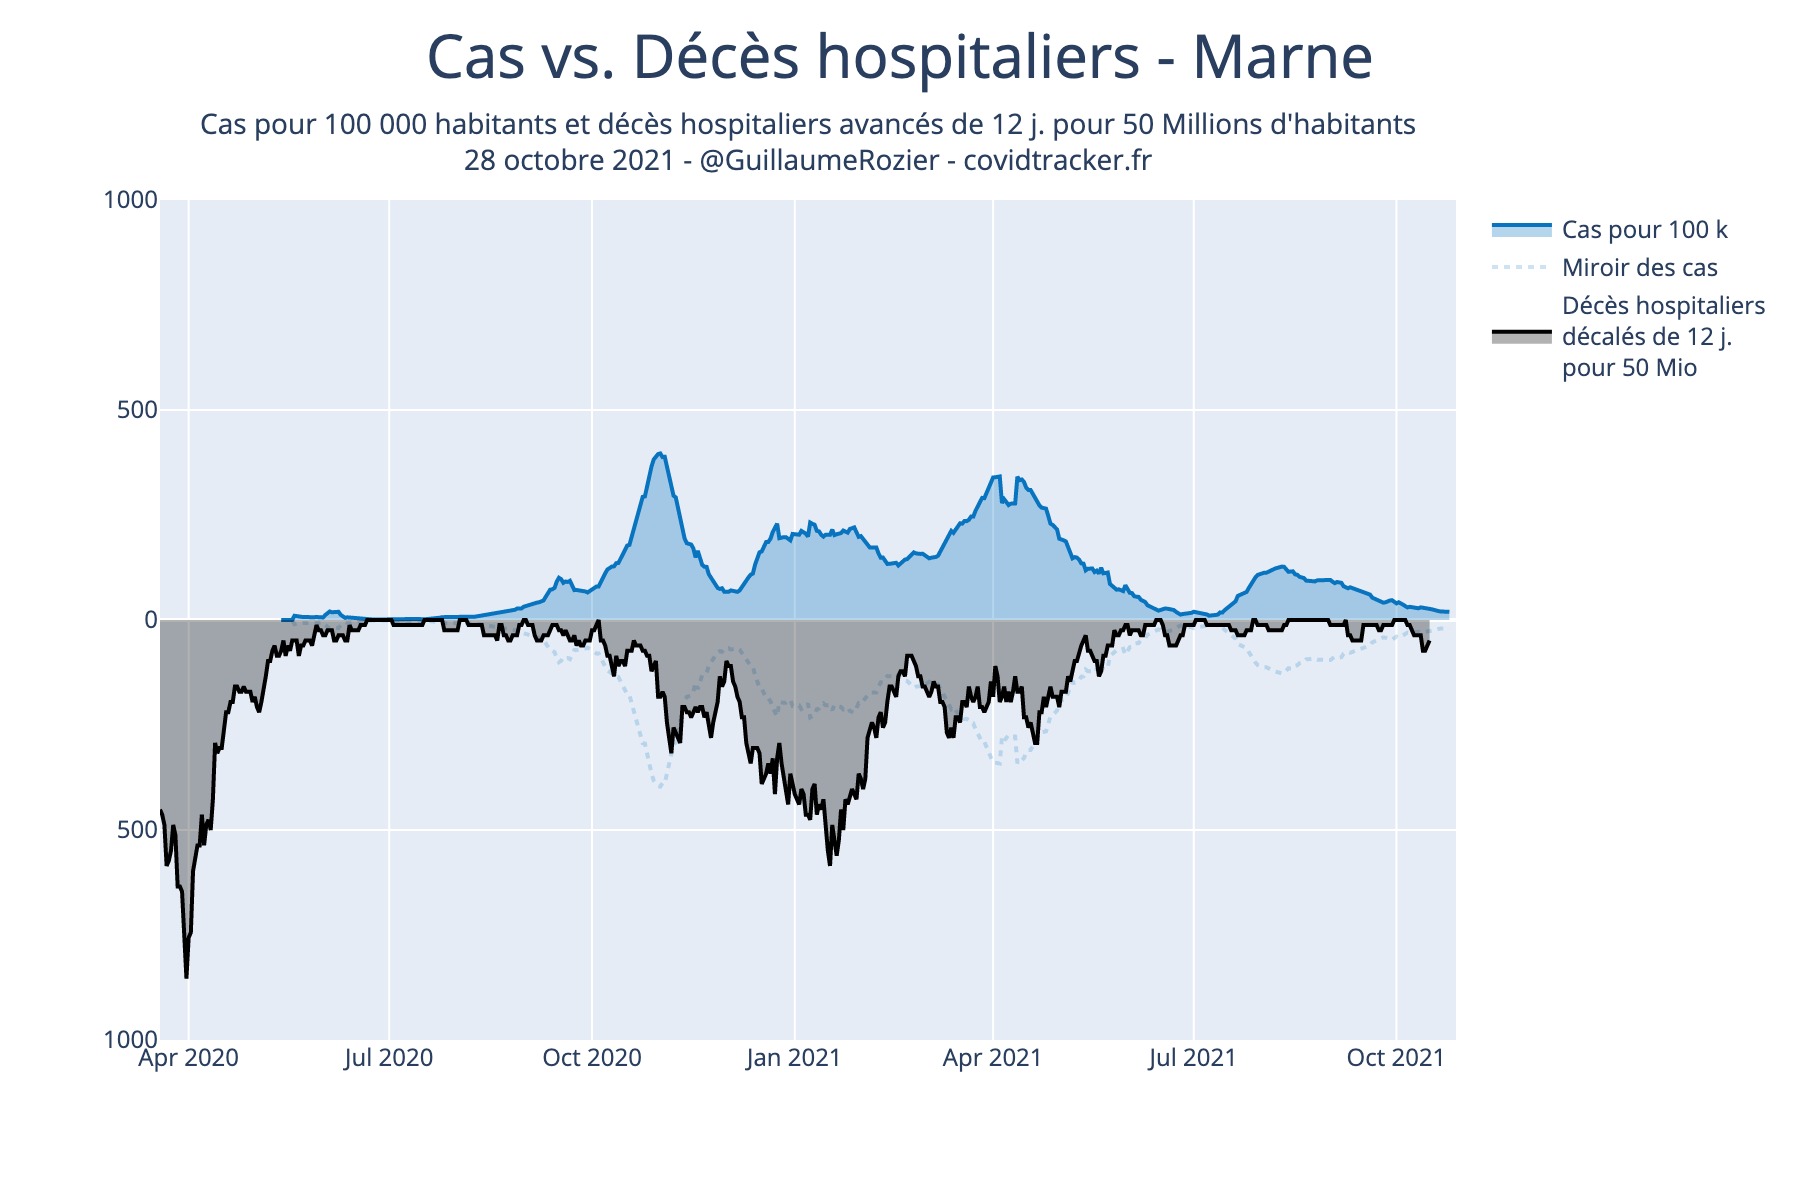 Cas vs. Décès hospitaliers - Marne
Cas pour 100 000 habitants et décès hospitaliers avancés de 12 j. pour 50 Millions d'habitants
28 octobre 2021 - @GuillaumeRozier - covidtracker.fr
1000
500
0
500
1000
Apr 2020
Jul 2020
Oct 2020
Jan 2021
Apr 2021
Jul 2021
Oct 2021
Cas pour 100 k
Miroir des cas
Décès hospitaliers
décalés de 12 j.
pour 50 Mio